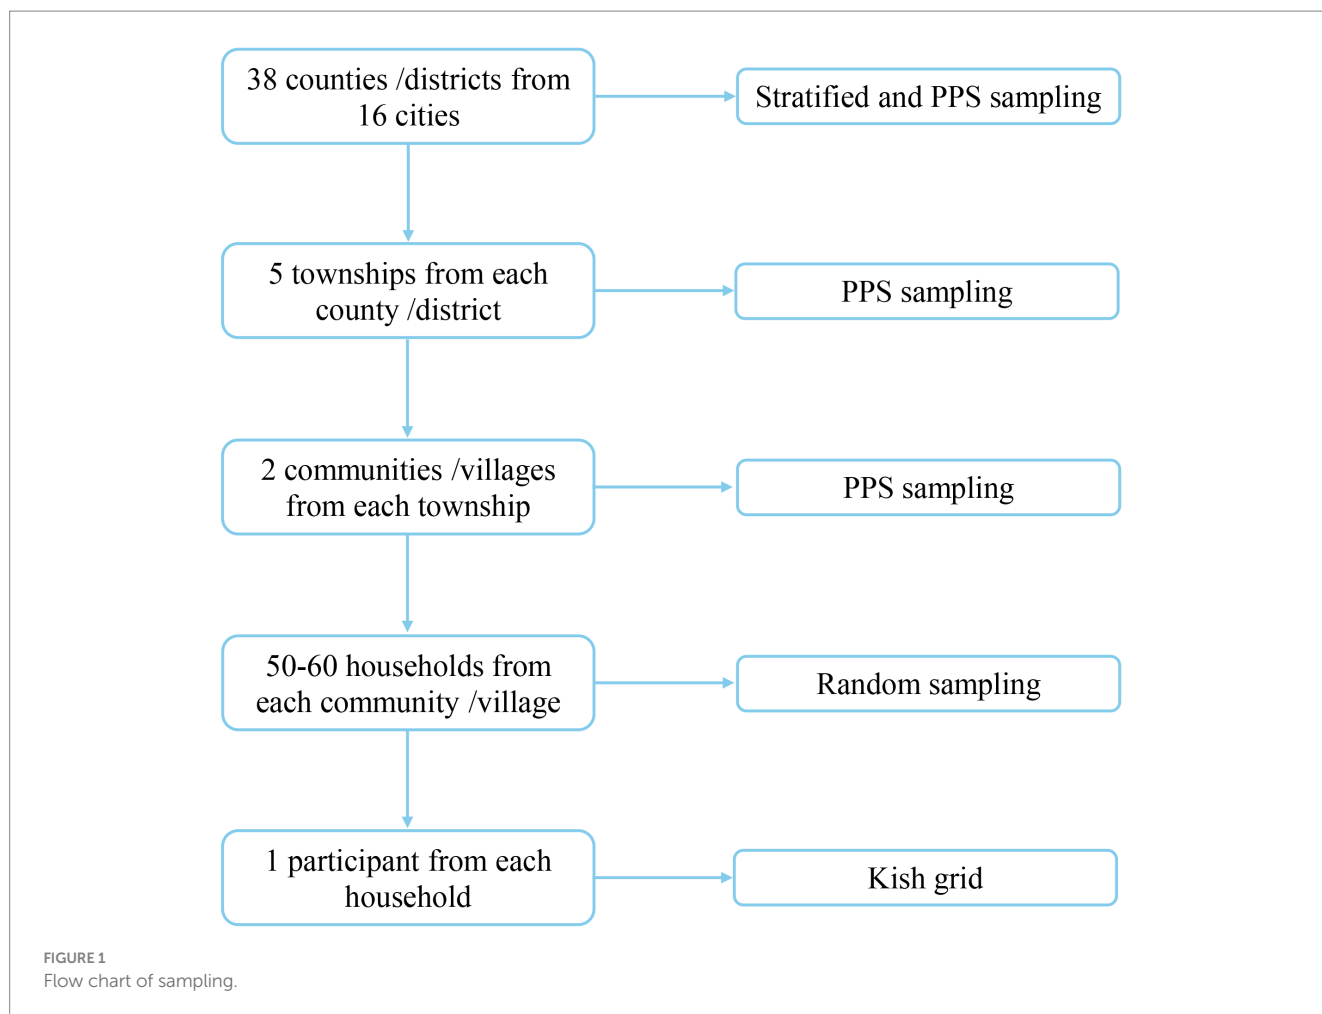 38 counties /districts from
16 cities
Stratified and PPS sampling
5 townships from each
county /district
PPS sampling
2 communities /villages
from each township
PPS sampling
50-60 households from
each community /village
Random sampling
1 participant from each
household
Kish grid
FIGURE 1
Flow chart of sampling.